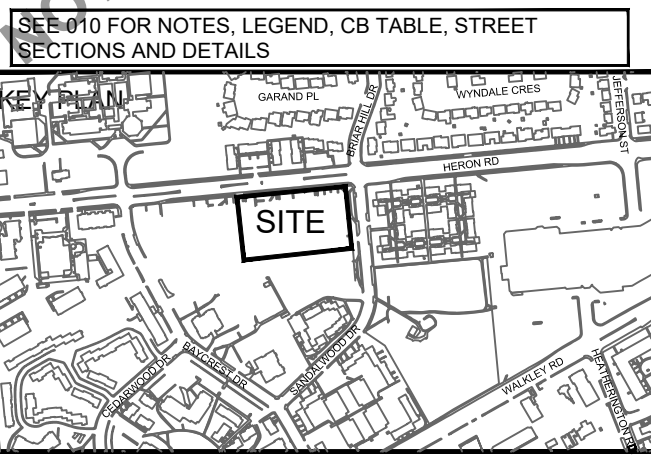 SEE 010 FOR NOTES, LEGEND, CB TABLE, STREET
SECTIONS AND DETAILS
KEY PLAN
GARAND PL
BRIAR HILL DR
WYNDALE CRES
JEFFERSON ST
HERON RD
SITE
CEDARWOOD DR
BAYCREST DR
SANDALWOOD DR
WALKLEY RD
HEATHERINGTON RD